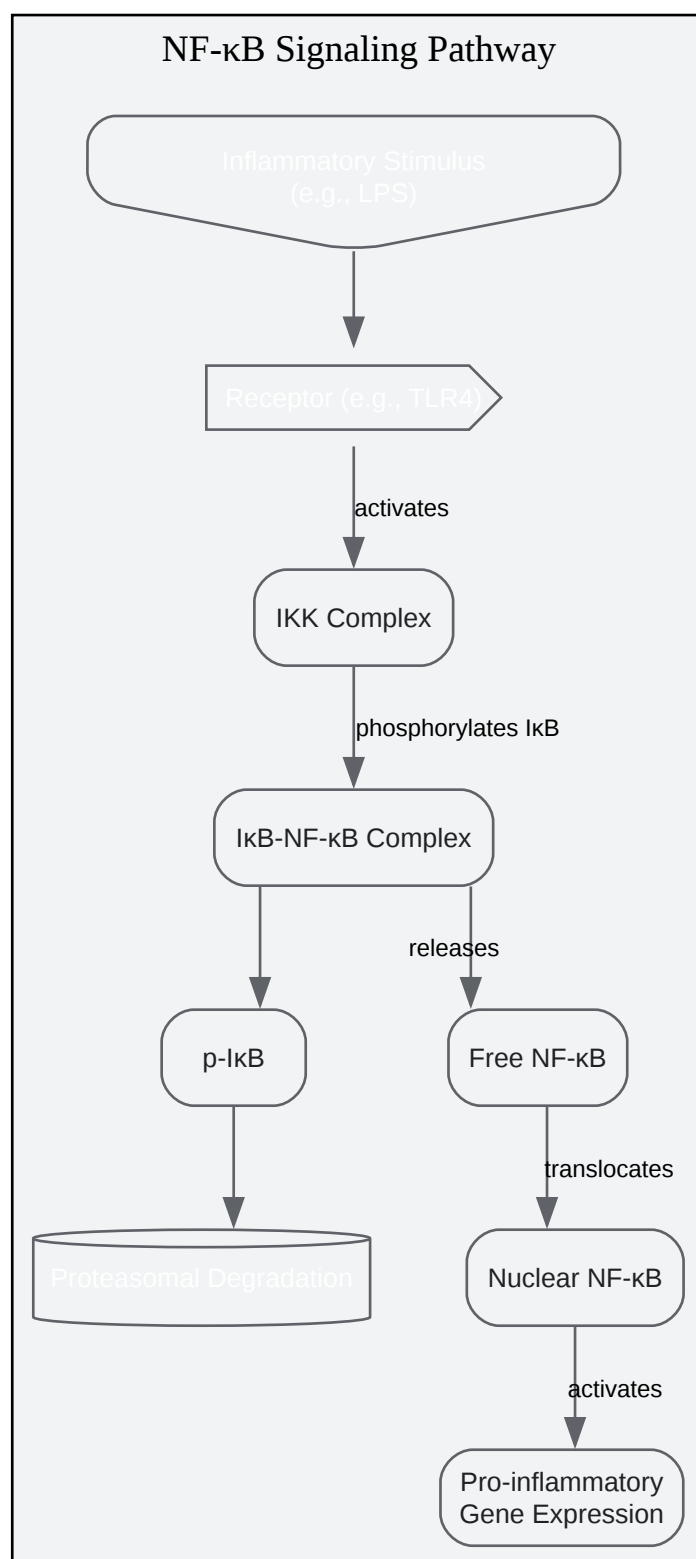 NF-κB Signaling Pathway
Inflammatory Stimulus
(e.g., LPS)
Receptor (e.g., TLR4)
activates
IKK Complex
phosphorylates IκB
IκB-NF-κB Complex
releases
p-IκB
Free NF-κB
translocates
Proteasomal Degradation
Nuclear NF-κB
activates
Pro-inflammatory
Gene Expression